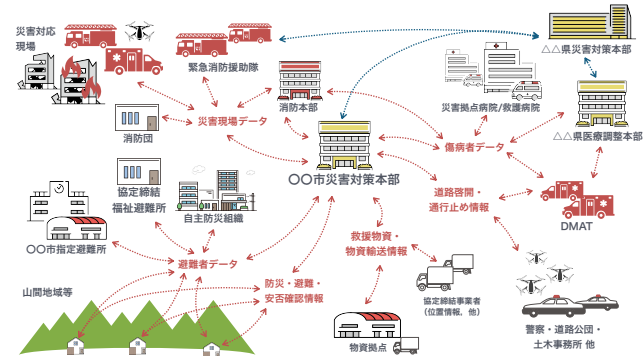 災害対応
現場
緊急消防援助隊
△△県災害対策本部
消防本部
災害拠点病院/救護病院
消防団
災害現場データ
△△県医療調整本部
傷病者データ
協定締結
福祉避難所
〇〇市災害対策本部
道路啓開・
通行止め情報
DMAT
自主防災組織
〇〇市指定避難所
救援物資・
物資輸送情報
避難者データ
防災・避難・
安否確認情報
山間地域等
協定締結事業者
(位置情報、他)
物資拠点
警察・道路公団・
土木事務所 他